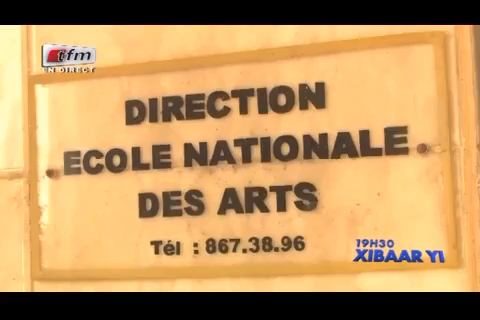 tfm
EN DIRECT
DIRECTION
ECOLE NATIONALE
DES ARTS
Tél : 867.38.96
19H30
XIBAAR YI